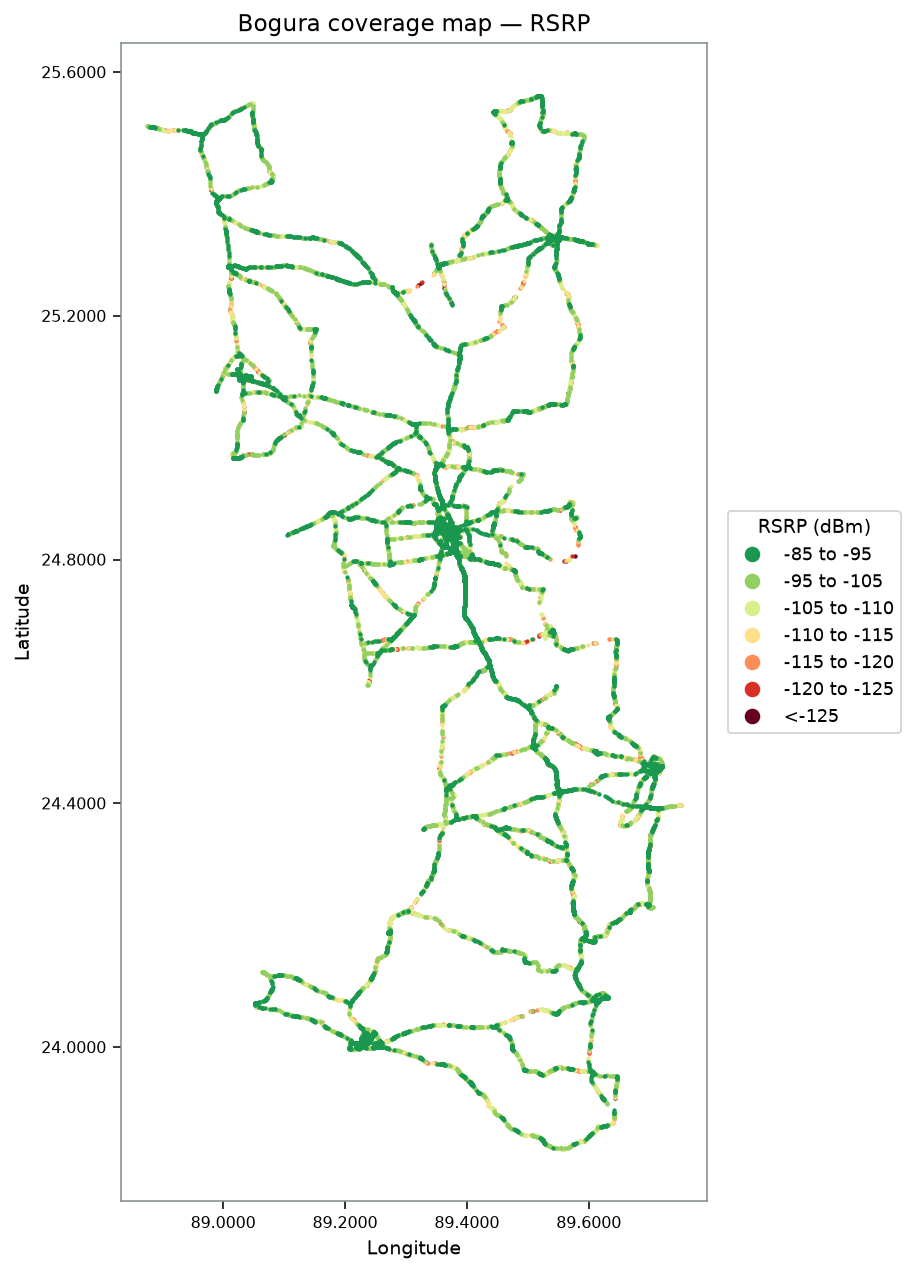 Bogura coverage map — RSRP
25.6000
25.2000
24.8000
24.4000
24.0000
Latitude
89.0000 89.2000 89.4000 89.6000
Longitude
RSRP (dBm)
-85 to -95
-95 to -105
-105 to -110
-110 to -115
-115 to -120
-120 to -125
<-125